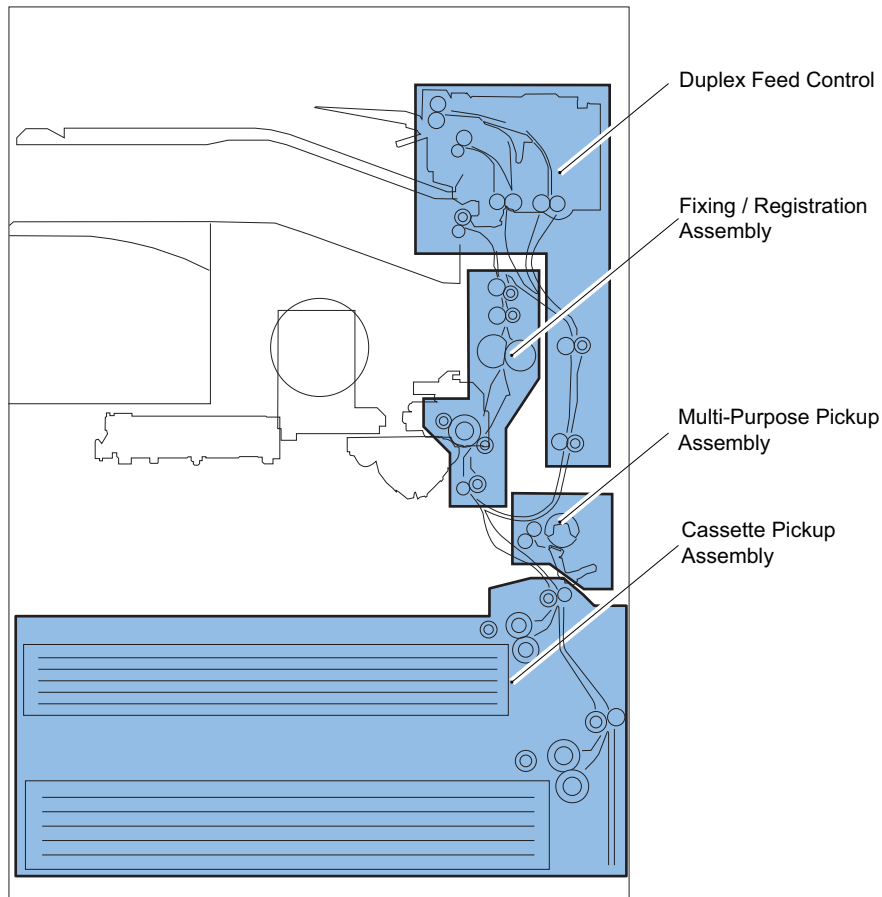 Duplex Feed Control
Fixing / Registration
Assembly
Multi-Purpose Pickup
Assembly
Cassette Pickup
Assembly